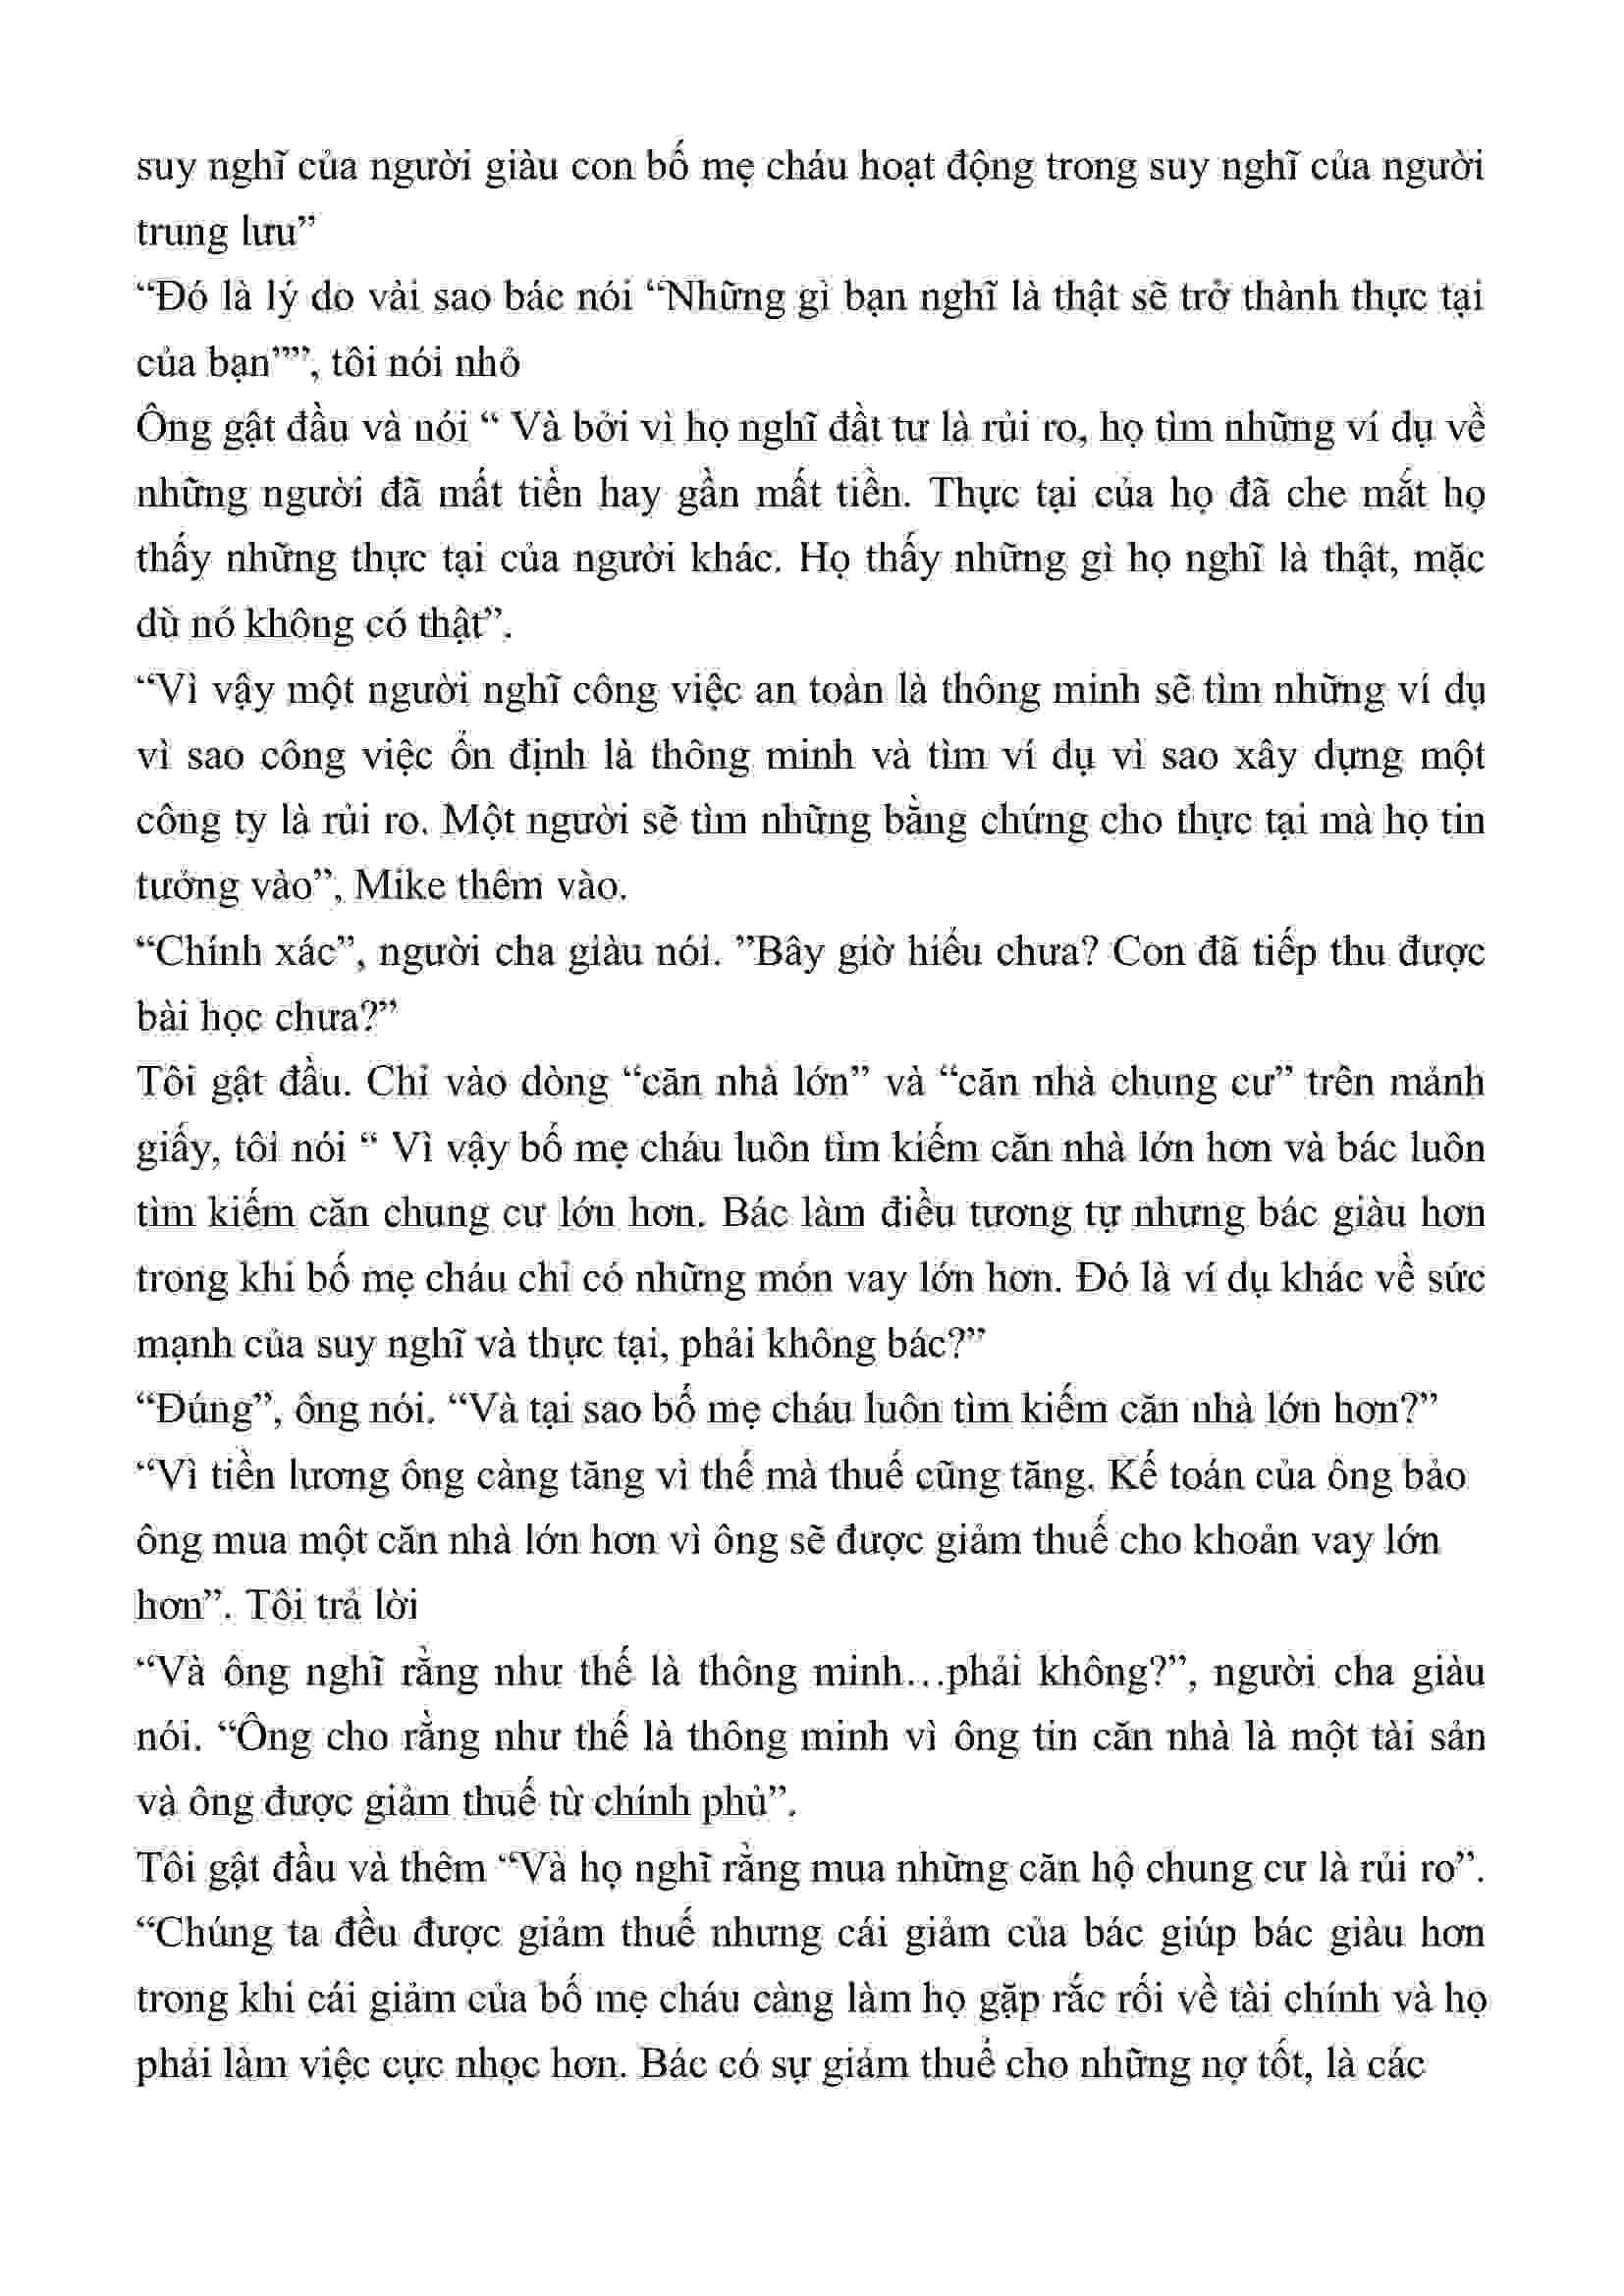 suy nghĩ của người giàu con bố mẹ cháu hoạt động trong suy nghĩ của người
trung lưu”
“Đó là lý do vài sao bác nói “Những gì bạn nghĩ là thật sẽ trở thành thực tại
của bạn””, tôi nói nhỏ
Ông gật đầu và nói “ Và bởi vì họ nghĩ đầt tư là rủi ro, họ tìm những ví dụ về
những người đã mất tiền hay gần mất tiền. Thực tại của họ đã che mắt họ
thấy những thực tại của người khác. Họ thấy những gì họ nghĩ là thật, mặc
dù nó không có thật”.
“Vì vậy một người nghĩ công việc an toàn là thông minh sẽ tìm những ví dụ
vì sao công việc ổn định là thông minh và tìm ví dụ vì sao xây dựng một
công ty là rủi ro. Một người sẽ tìm những bằng chứng cho thực tại mà họ tin
tưởng vào”, Mike thêm vào.
“Chính xác”, người cha giàu nói. ”Bây giờ hiểu chưa? Con đã tiếp thu được
bài học chưa?”
Tôi gật đầu. Chỉ vào dòng “căn nhà lớn” và “căn nhà chung cư” trên mảnh
giấy, tôi nói “ Vì vậy bố mẹ cháu luôn tìm kiếm căn nhà lớn hơn và bác luôn
tìm kiếm căn chung cư lớn hơn. Bác làm điều tương tự nhưng bác giàu hơn
trong khi bố mẹ cháu chỉ có những món vay lớn hơn. Đó là ví dụ khác về sức
mạnh của suy nghĩ và thực tại, phải không bác?”
“Đúng”, ông nói. “Và tại sao bố mẹ cháu luôn tìm kiếm căn nhà lớn hơn?”
“Vì tiền lương ông càng tăng vì thế mà thuế cũng tăng. Kế toán của ông bảo
ông mua một căn nhà lớn hơn vì ông sẽ được giảm thuế cho khoản vay lớn
hơn”. Tôi trả lời
“Và ông nghĩ rằng như thế là thông minh…phải không?”, người cha giàu
nói. “Ông cho rằng như thế là thông minh vì ông tin căn nhà là một tài sản
và ông được giảm thuế từ chính phủ”.
Tôi gật đầu và thêm “Và họ nghĩ rằng mua những căn hộ chung cư là rủi ro”.
“Chúng ta đều được giảm thuế nhưng cái giảm của bác giúp bác giàu hơn
trong khi cái giảm của bố mẹ cháu càng làm họ gặp rắc rối về tài chính và họ
phải làm việc cực nhọc hơn. Bác có sự giảm thuế cho những nợ tốt, là các